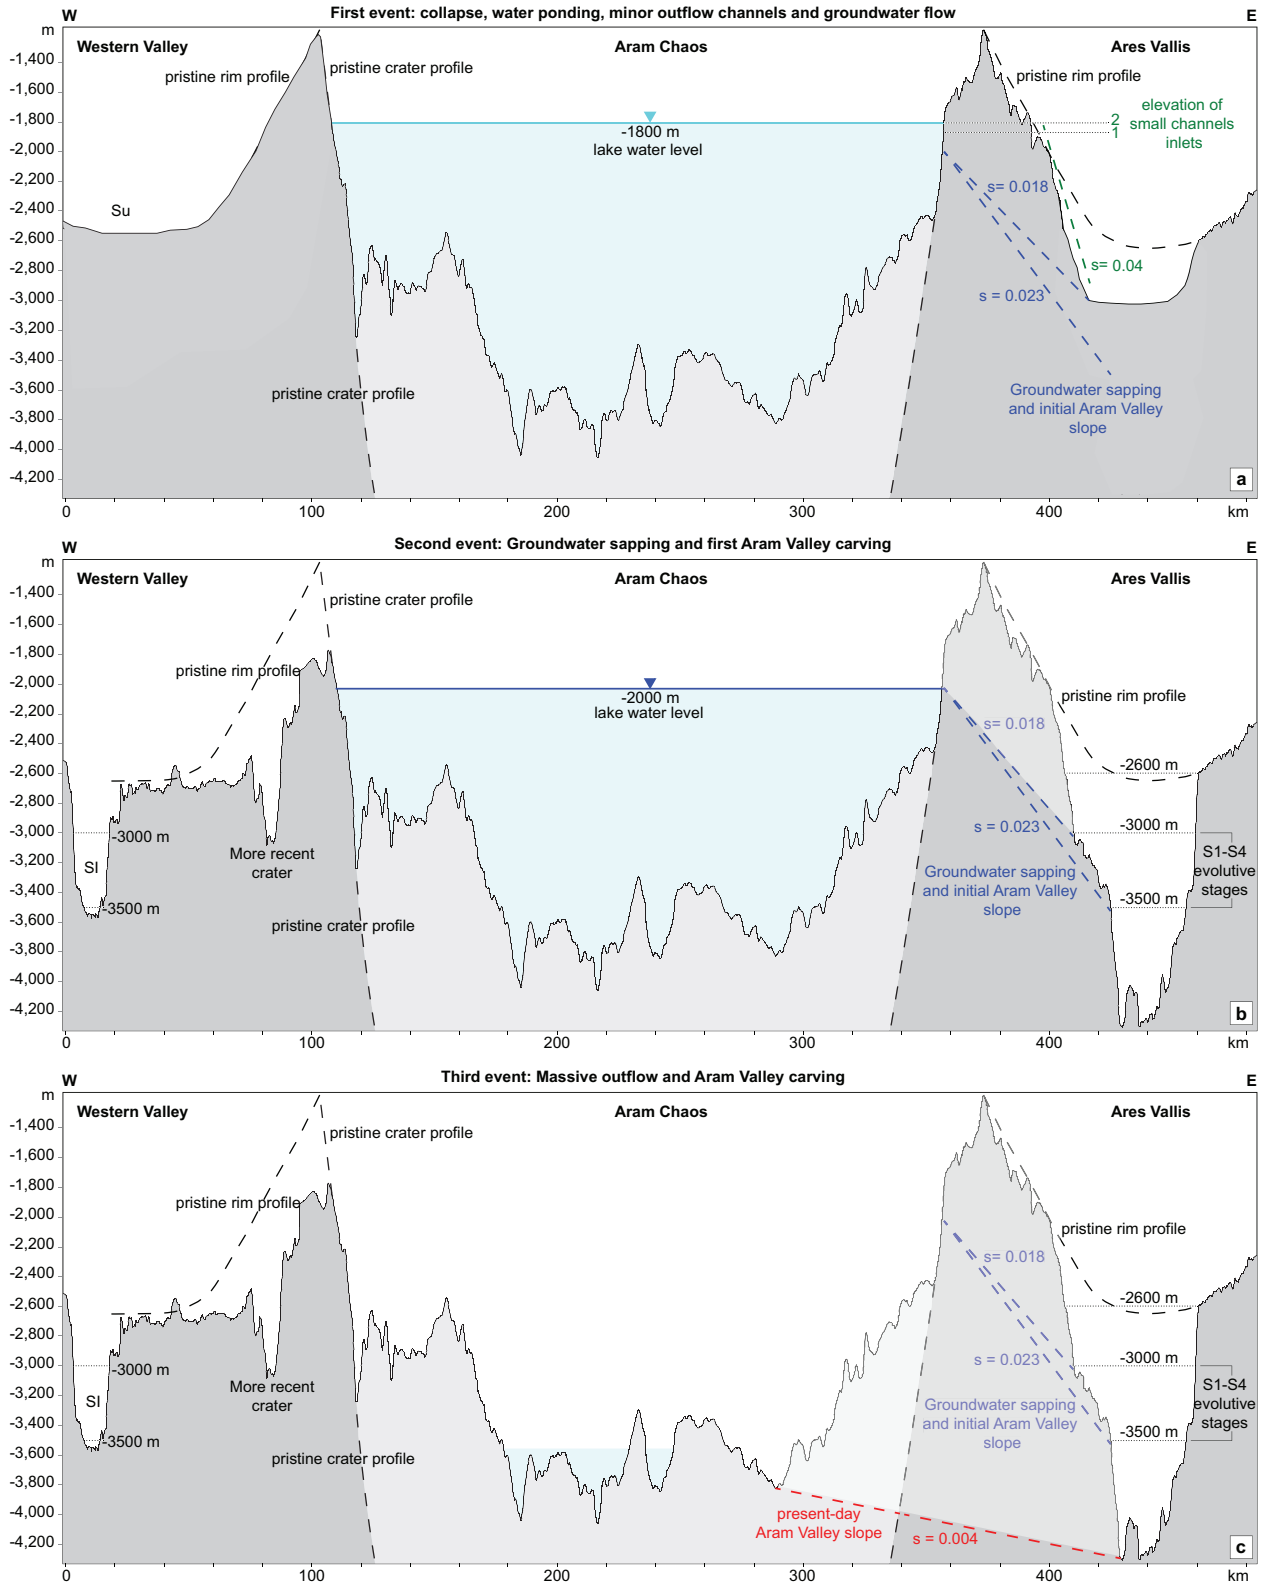 First event: collapse, water ponding, minor outflow channels and groundwater flow
W
E
m
Western Valley
Aram Chaos
Ares Vallis
pristine rim profile
pristine crater profile
pristine rim profile
elevation of
small channels
inlets
2
1
-1800 m
lake water level
Su
s= 0.018
s= 0.04
s = 0.023
pristine crater profile
Groundwater sapping
and initial Aram Valley
slope
-1,400
-1,600
-1,800
-2,000
-2,200
-2,400
-2,600
-2,800
-3,000
-3,200
-3,400
-3,600
-3,800
-4,000
-4,200
a
0
100
200
300
400
km
Second event: Groundwater sapping and first Aram Valley carving
W
E
m
Western Valley
Aram Chaos
Ares Vallis
pristine crater profile
pristine rim profile
-2000 m
lake water level
pristine rim profile
s= 0.018
-2600 m
-3000 m
s = 0.023
-3000 m
SI
More recent
crater
S1-S4
evolutive
stages
Groundwater sapping
and initial Aram Valley
slope
-3500 m
-3500 m
pristine crater profile
-1,400
-1,600
-1,800
-2,000
-2,200
-2,400
-2,600
-2,800
-3,000
-3,200
-3,400
-3,600
-3,800
-4,000
-4,200
b
0
100
200
300
400
km
Third event: Massive outflow and Aram Valley carving
W
E
m
Western Valley
Aram Chaos
Ares Vallis
pristine crater profile
pristine rim profile
pristine rim profile
s= 0.018
-2600 m
-3000 m
s = 0.023
-3000 m
SI
More recent
crater
S1-S4
evolutive
stages
Groundwater sapping
and initial Aram Valley
slope
-3500 m
-3500 m
pristine crater profile
present-day
Aram Valley slope
s = 0.004
-1,400
-1,600
-1,800
-2,000
-2,200
-2,400
-2,600
-2,800
-3,000
-3,200
-3,400
-3,600
-3,800
-4,000
-4,200
c
0
100
200
300
400
km